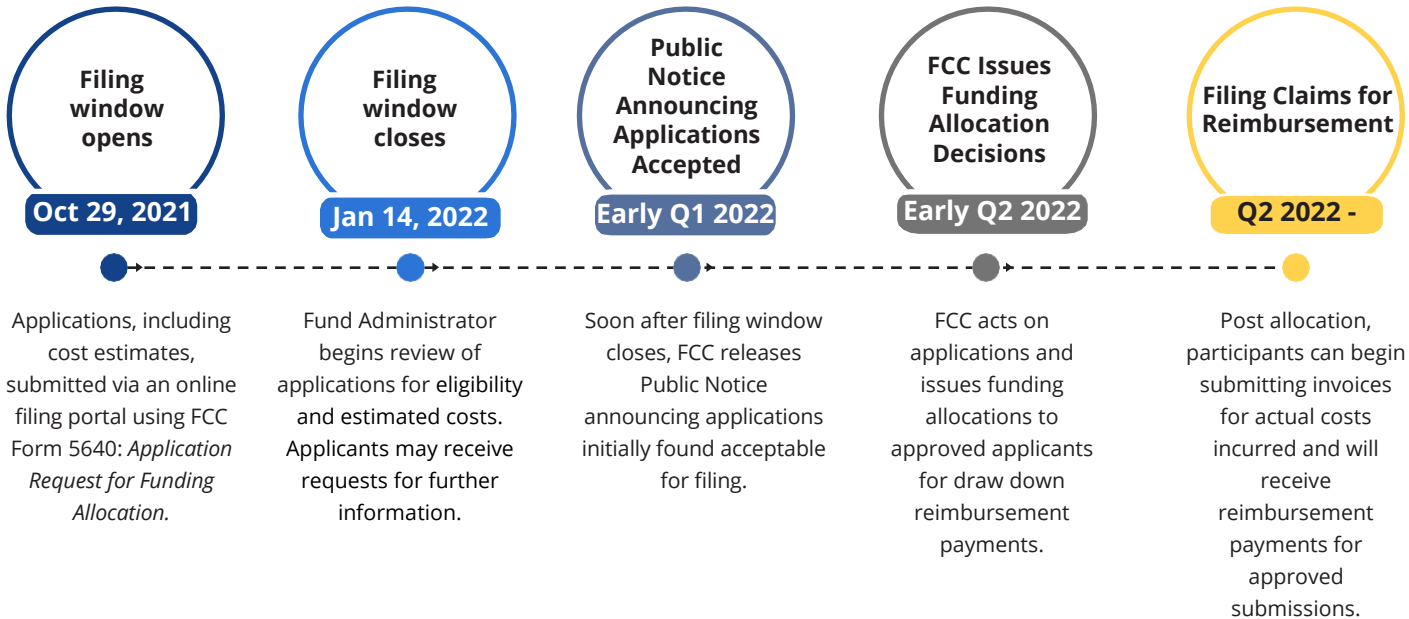 Filing
window
opens
Oct 29, 2021
Applications, including
cost estimates,
submitted via an online
filing portal using FCC
Form 5640: Application
Request for Funding
Allocation.
Filing
window
closes
Jan 14, 2022
Fund Administrator
begins review of
applications for eligibility
and estimated costs.
Applicants may receive
requests for further
information.
Public
Notice
Announcing
Applications
Accepted
Early Q1 2022
Soon after filing window
closes, FCC releases
Public Notice
announcing applications
initially found acceptable
for filing.
FCC Issues
Funding
Allocation
Decisions
Early Q2 2022
FCC acts on
applications and
issues funding
allocations to
approved applicants
for draw down
reimbursement
payments.
Filing Claims for
Reimbursement
Q2 2022 -
Post allocation,
participants can begin
submitting invoices
for actual costs
incurred and will
receive
reimbursement
payments for
approved
submissions.